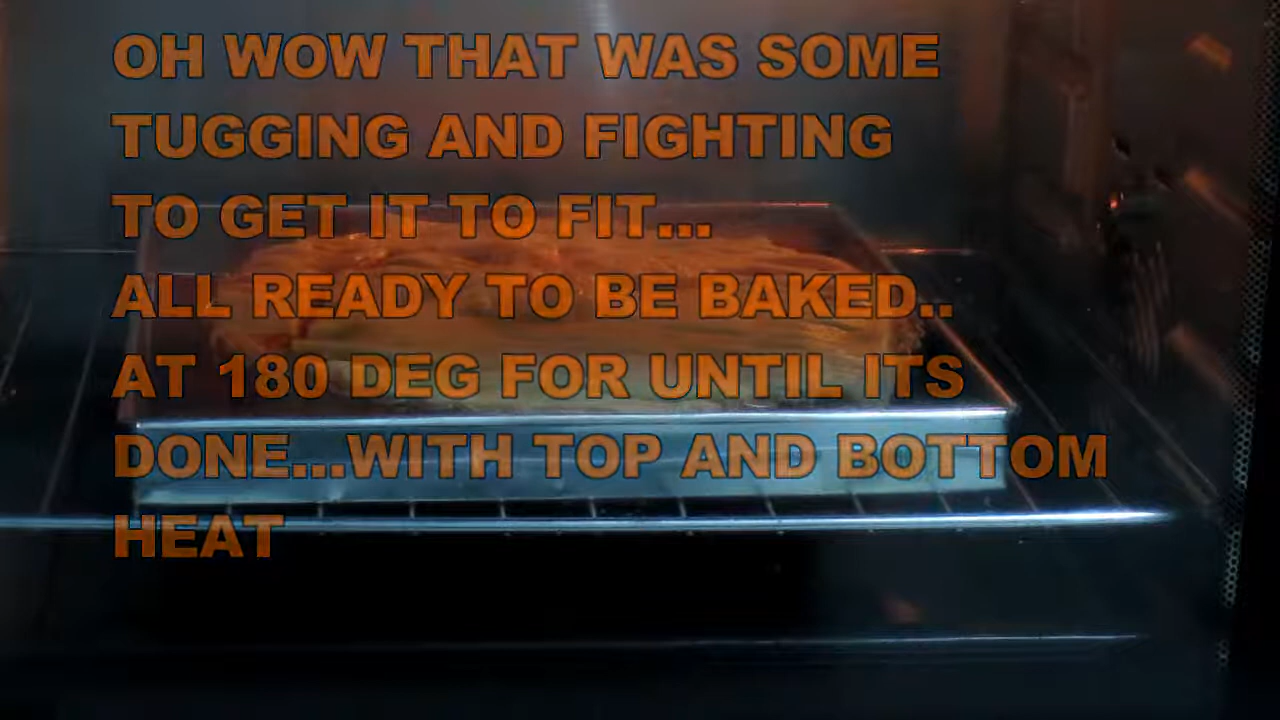 OH WOW THAT WAS SOME
TUGGING AND FIGHTING
TO GET IT TO FIT...
ALL READY TO BE BAKED..
AT 180 DEG FOR UNTIL ITS
DONE...WITH TOP AND BOTTOM
HEAT